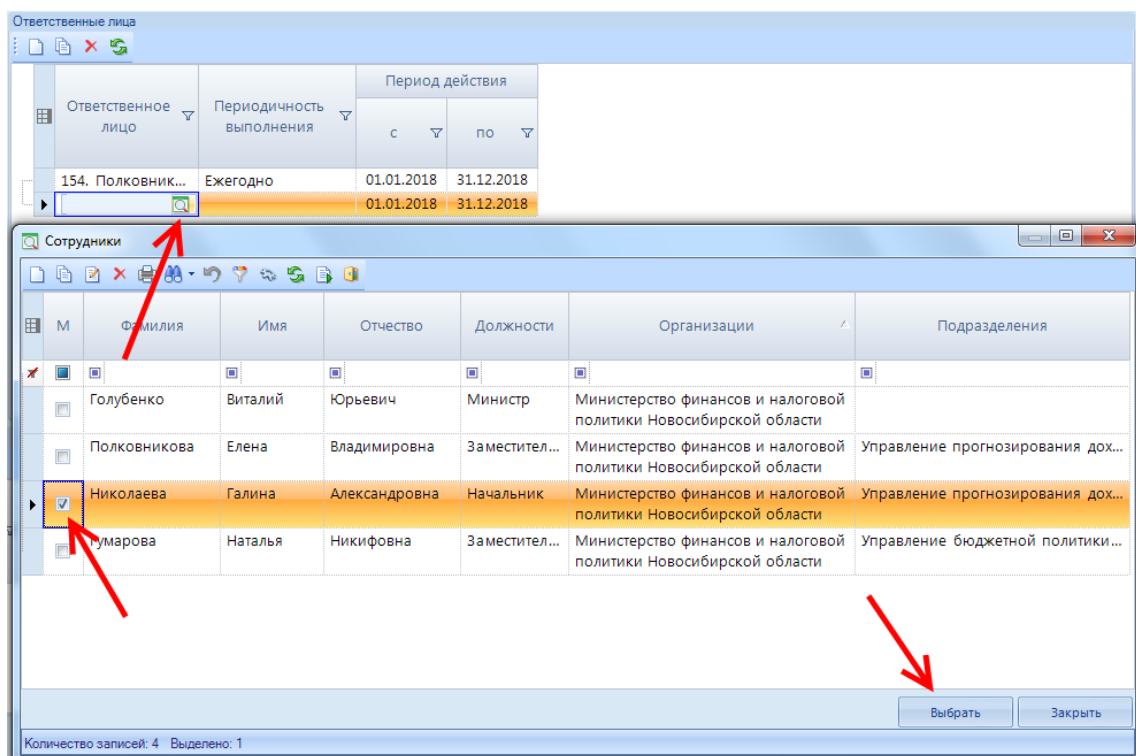 Ответственные лица
Период действия
Ответственное лицо
Периодичность выполнения
с
по
154. Полковник... Ежегодно 01.01.2018 31.12.2018
01.01.2018 31.12.2018
Сотрудники
М Фамилия Имя Отчество Должности Организации Подразделения
Голубенко Виталий Юрьевич Министр Министерство финансов и налоговой
политики Новосибирской области
Полковникова Елена Владимировна Заместител... Министерство финансов и налоговой Управление прогнозирования дох...
политики Новосибирской области
Николаева Галина Александровна Начальник Министерство финансов и налоговой Управление прогнозирования дох...
политики Новосибирской области
Гумарова Наталья Никифовна Заместител... Министерство финансов и налоговой Управление бюджетной политики...
политики Новосибирской области
Выбрать Закрыть
Количество записей: 4 Выделено: 1